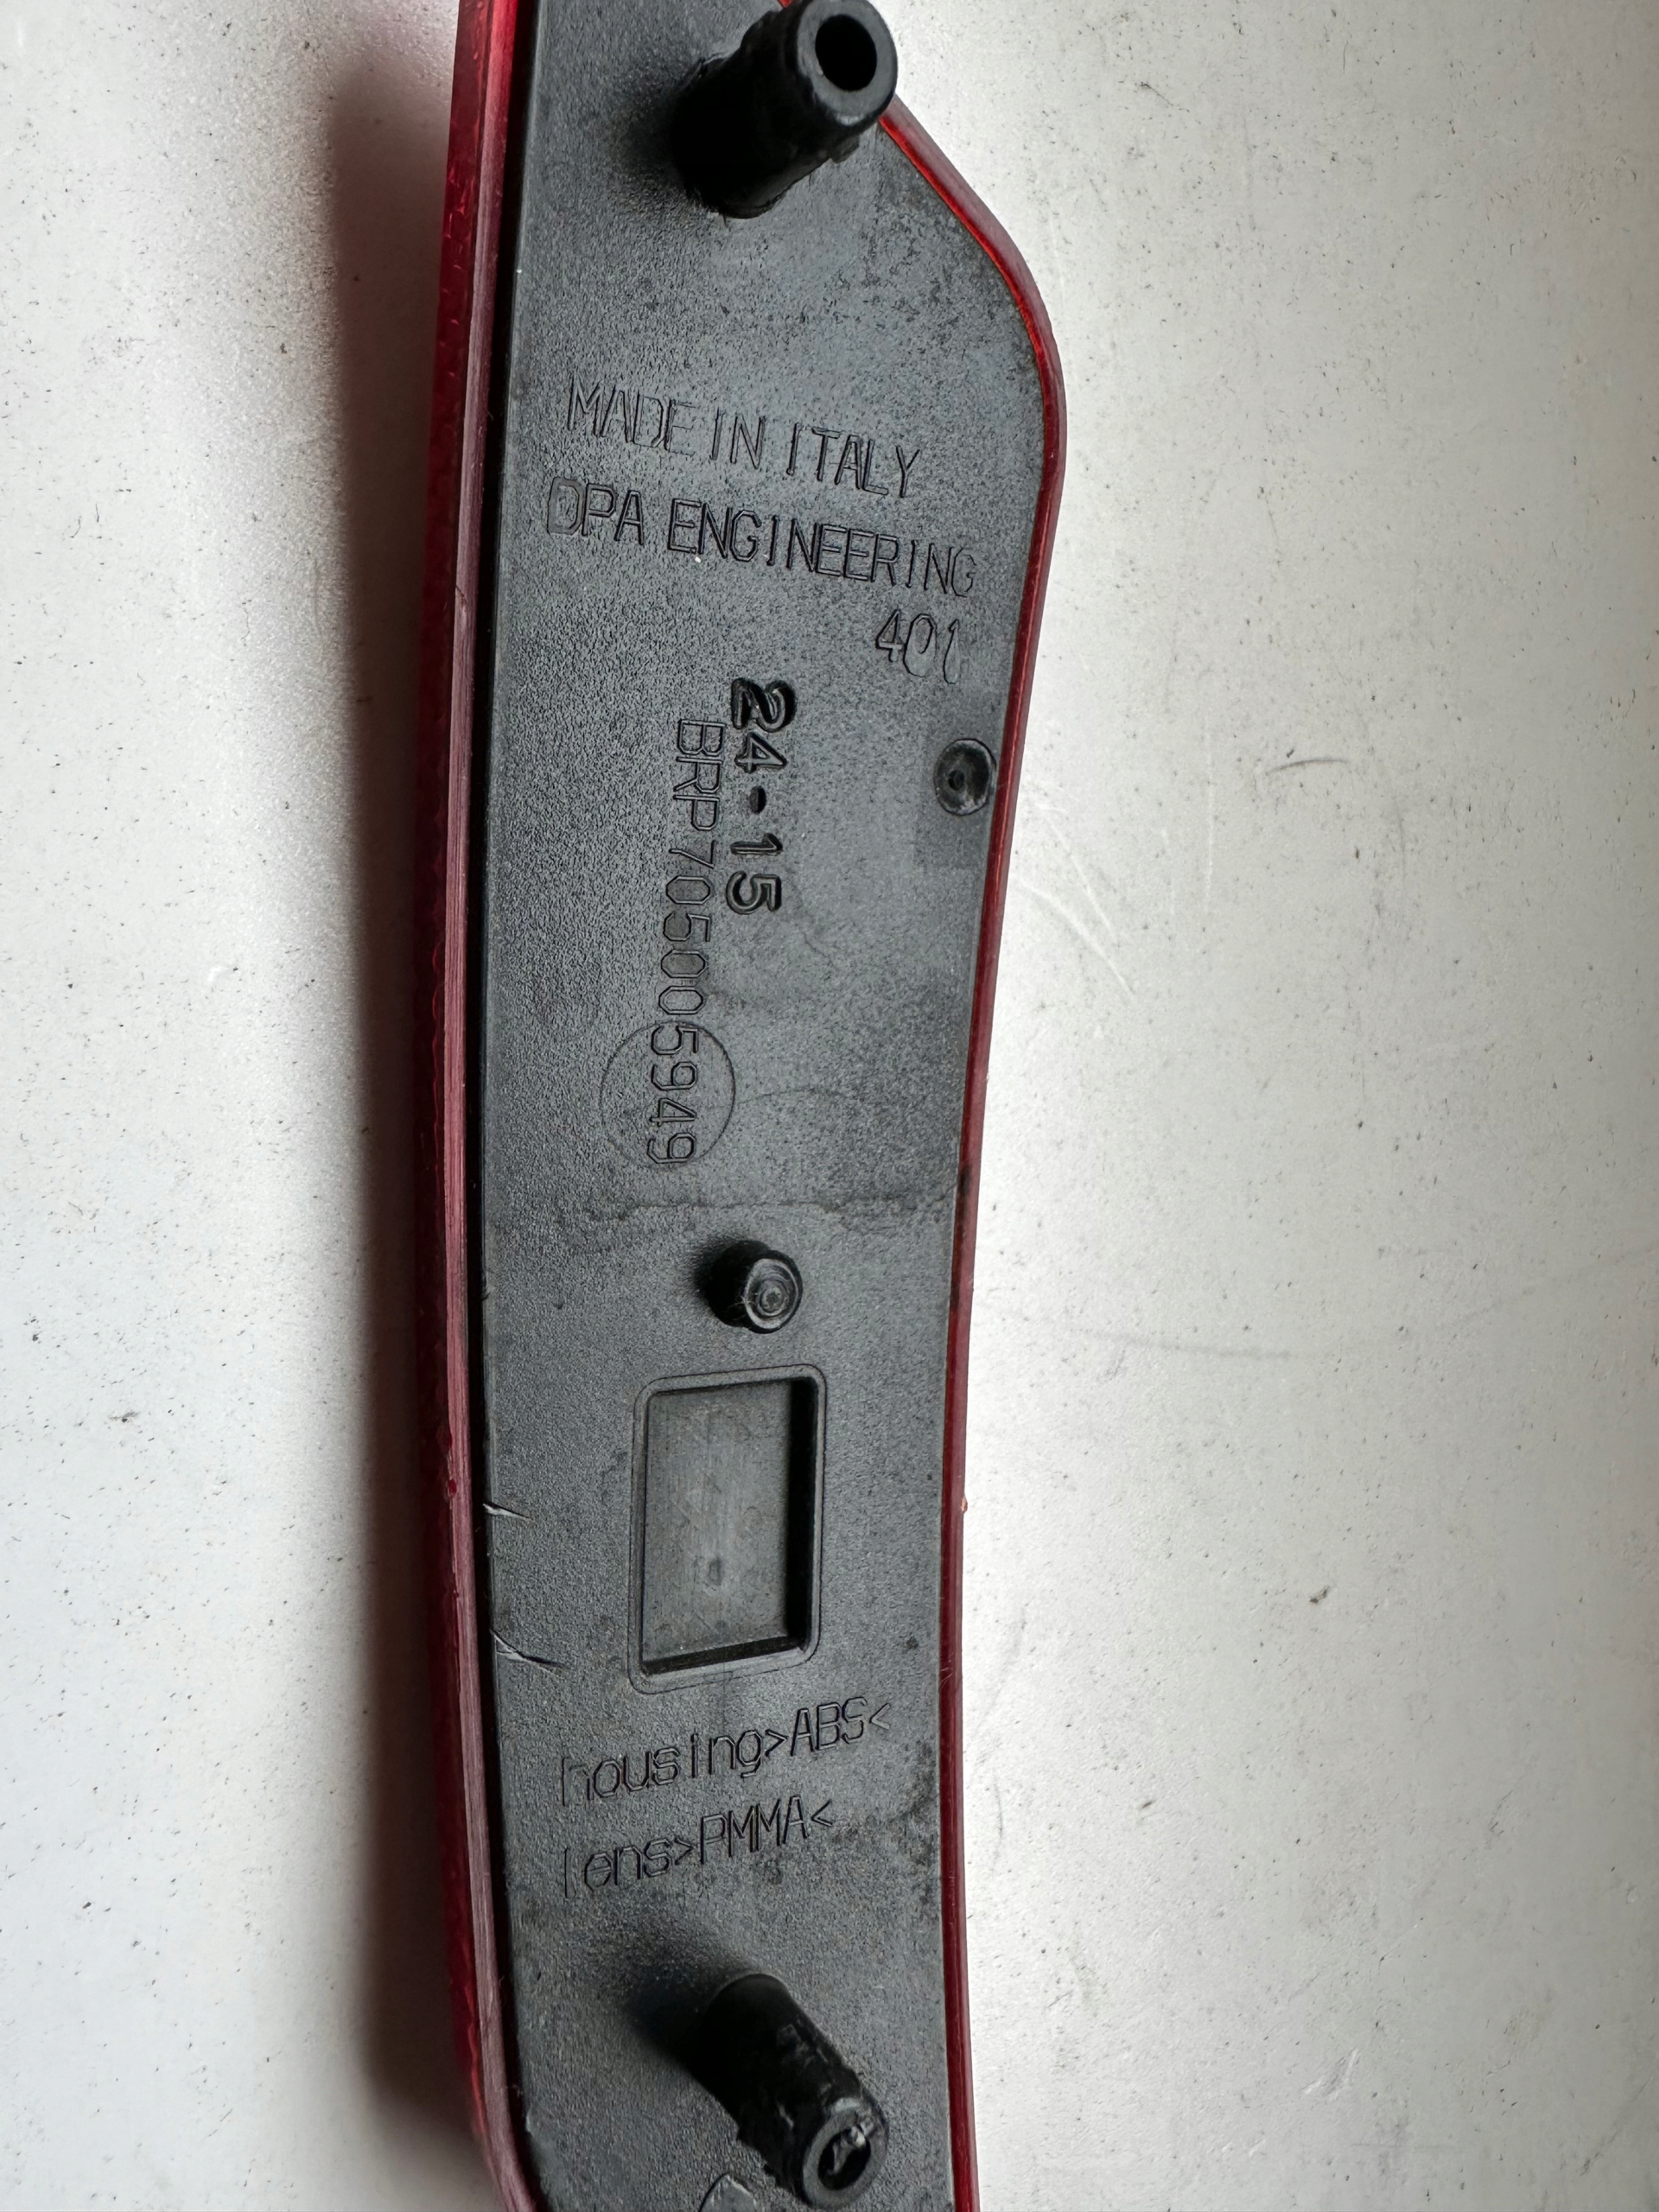 MADE IN ITALY
DPA ENGINEERING
401
24-15
BRP705005949
housing>ABS<
lens>PMMA<